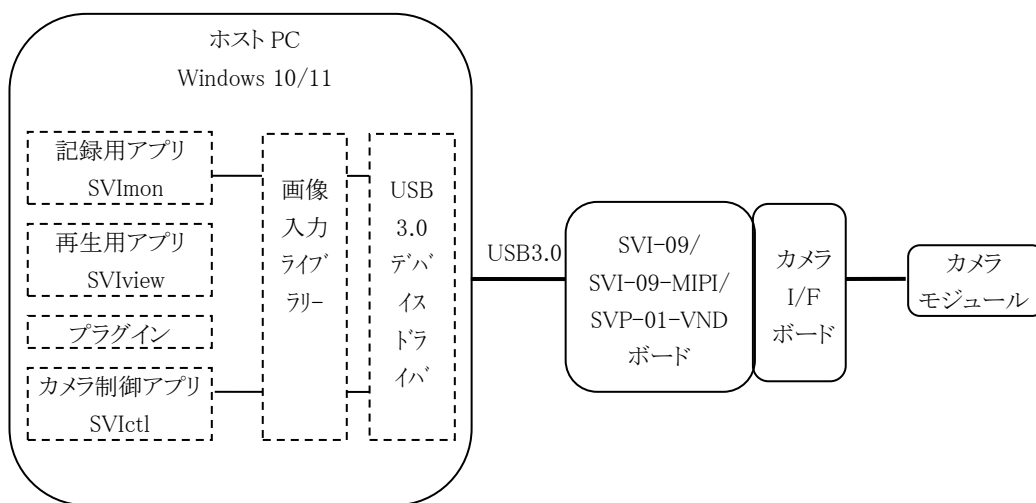 ホスト PC
Windows 10/11
記録用アプリ
SVImon
再生用アプリ
SVIview
プラグイン
カメラ制御アプリ
SVIctl
画像
入力
ﾗｲﾌﾞ
ﾗﾘｰ
USB
3.0
ﾃﾞﾊﾞ
ｲｽ
ﾄﾞﾗ
ｲﾊﾞ
USB3.0
SVI-09/
SVI-09-MIPI/
SVP-01-VND
ボード
カメラ
I/F
ボード
カメラ
モジュール